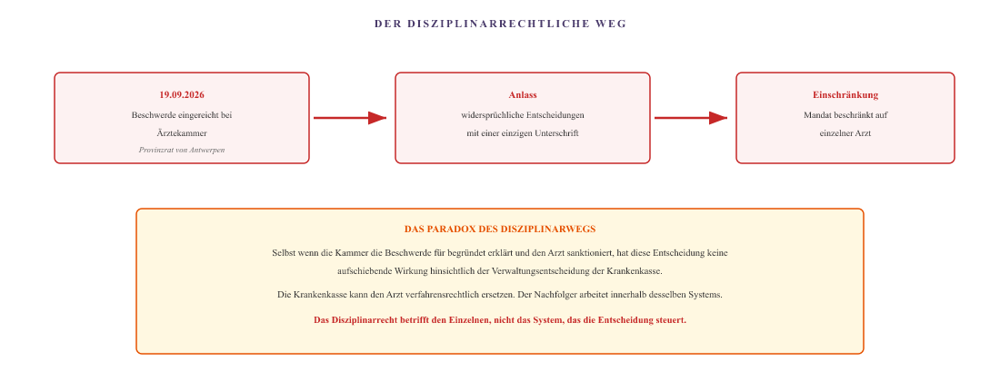 DER DISZIPLINARRECHTLICHE WEG
19.09.2026
Beschwerde eingereicht bei
Ärztekammer
Provinzrat von Antwerpen
Anlass
widersprüchliche Entscheidungen
mit einer einzigen Unterschrift
Einschränkung
Mandat beschränkt auf
einzelner Arzt
DAS PARADOX DES DISZIPLINARWEGS
Selbst wenn die Kammer die Beschwerde für begründet erklärt und den Arzt sanktioniert, hat diese Entscheidung keine
aufschiebende Wirkung hinsichtlich der Verwaltungsentscheidung der Krankenkasse.
Die Krankenkasse kann den Arzt verfahrensrechtlich ersetzen. Der Nachfolger arbeitet innerhalb desselben Systems.
Das Disziplinarrecht betrifft den Einzelnen, nicht das System, das die Entscheidung steuert.